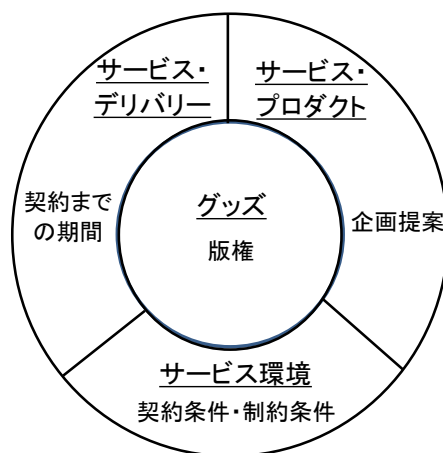 サービス・
デリバリー
サービス・
プロダクト
契約まで
の期間
グッズ
版権
企画提案
サービス環境
契約条件・制約条件